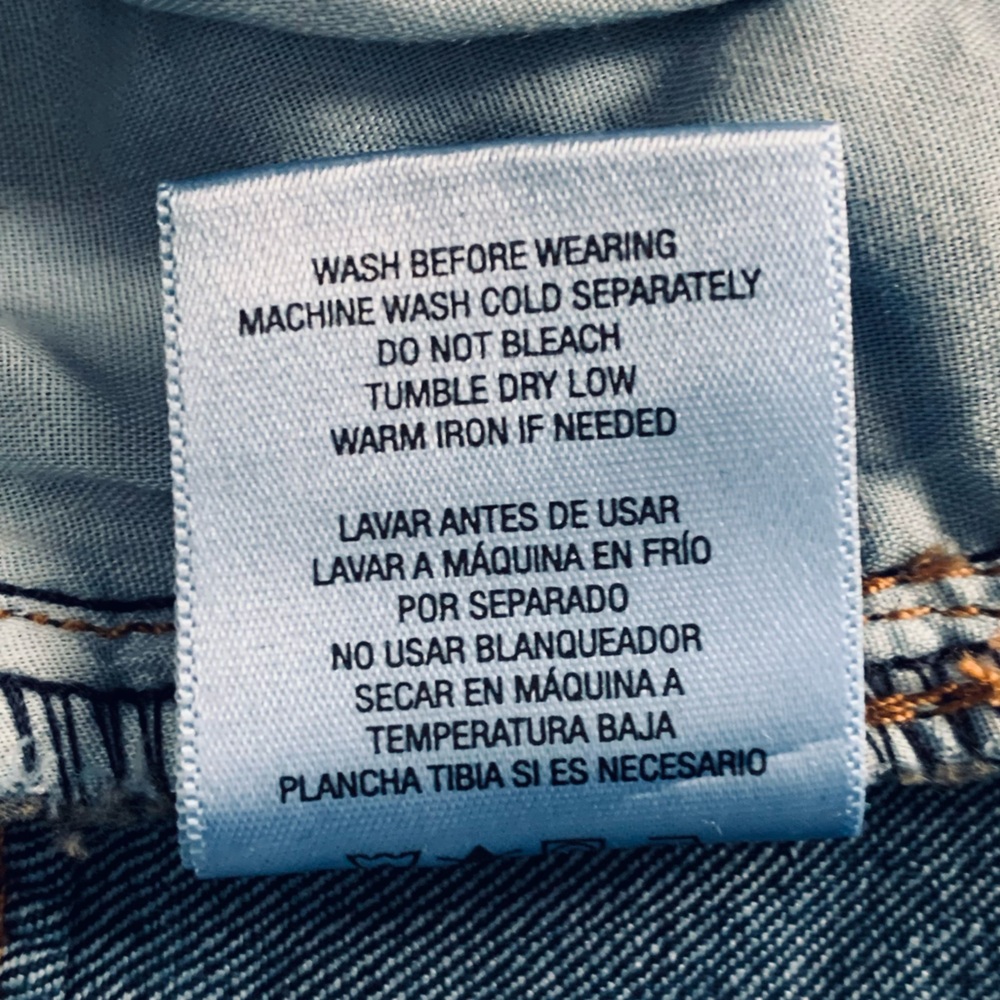 WASH BEFORE WEARING
MACHINE WASH COLD SEPARATELY
DO NOT BLEACH
TUMBLE DRY LOW
WARM IRON IF NEEDED
LAVAR ANTES DE USAR
LAVAR A MÁQUINA EN FRÍO
POR SEPARADO
NO USAR BLANQUEADOR
SECAR EN MÁQUINA A
TEMPERATURA BAJA
PLANCHA TIBIA SI ES NECESARIO